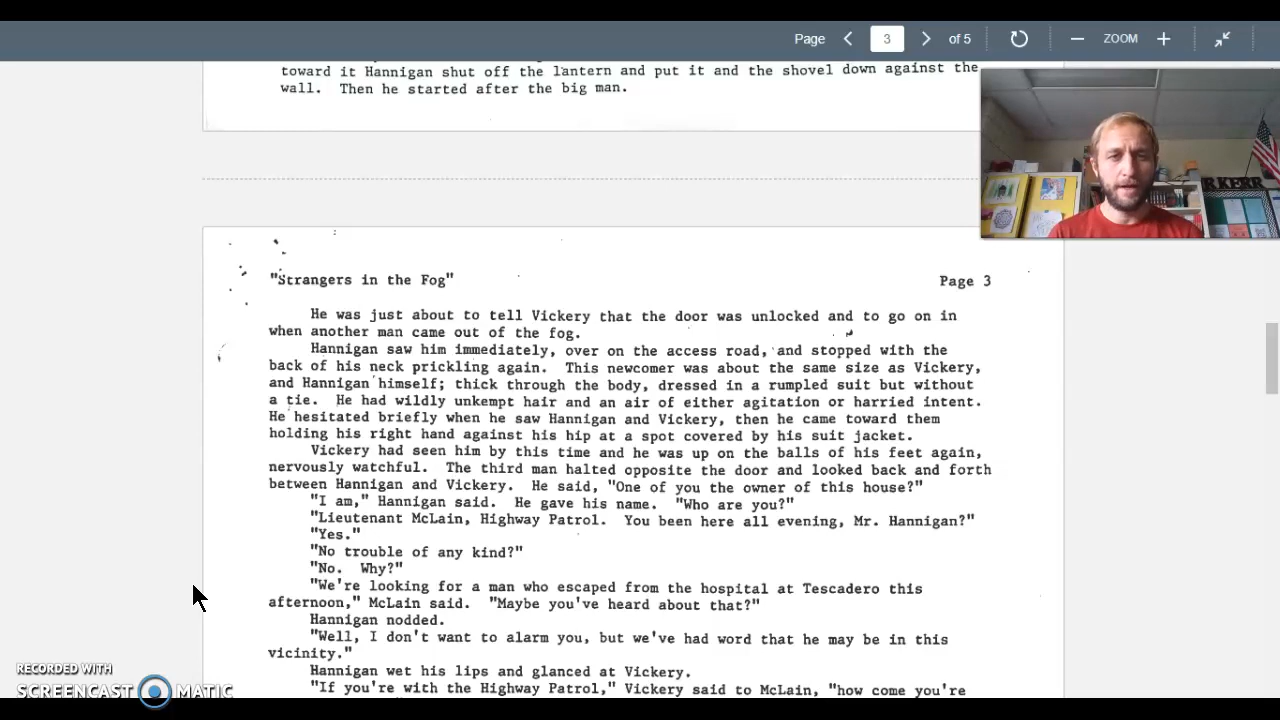 Page 3 of 5 ZOOM
toward it Hannigan shut off the lantern and put it and the shovel down against the
wall. Then he started after the big man.
"Strangers in the Fog" Page 3
He was just about to tell Vickery that the door was unlocked and to go on in
when another man came out of the fog.
Hannigan saw him immediately, over on the access road, and stopped with the
back of his neck prickling again. This newcomer was about the same size as Vickery,
and Hannigan himself; thick through the body, dressed in a rumpled suit but without
a tie. He had wildly unkempt hair and an air of either agitation or harried intent.
He hesitated briefly when he saw Hannigan and Vickery, then he came toward them
holding his right hand against his hip at a spot covered by his suit jacket.
Vickery had seen him by this time and he was up on the balls of his feet again,
nervously watchful. The third man halted opposite the door and looked back and forth
between Hannigan and Vickery. He said, "One of you the owner of this house?"
"I am," Hannigan said. He gave his name. "Who are you?"
"Lieutenant McLain, Highway Patrol. You been here all evening, Mr. Hannigan?"
"Yes."
"No trouble of any kind?"
"No. Why?"
"We're looking for a man who escaped from the hospital at Tescadero this
afternoon," McLain said. "Maybe you've heard about that?"
Hannigan nodded.
"Well, I don't want to alarm you, but we've had word that he may be in this
vicinity."
Hannigan wet his lips and glanced at Vickery.
"If you're with the Highway Patrol," Vickery said to McLain, "how come you're
RKERR
RECORDED WITH
SCREENCAST MATIC